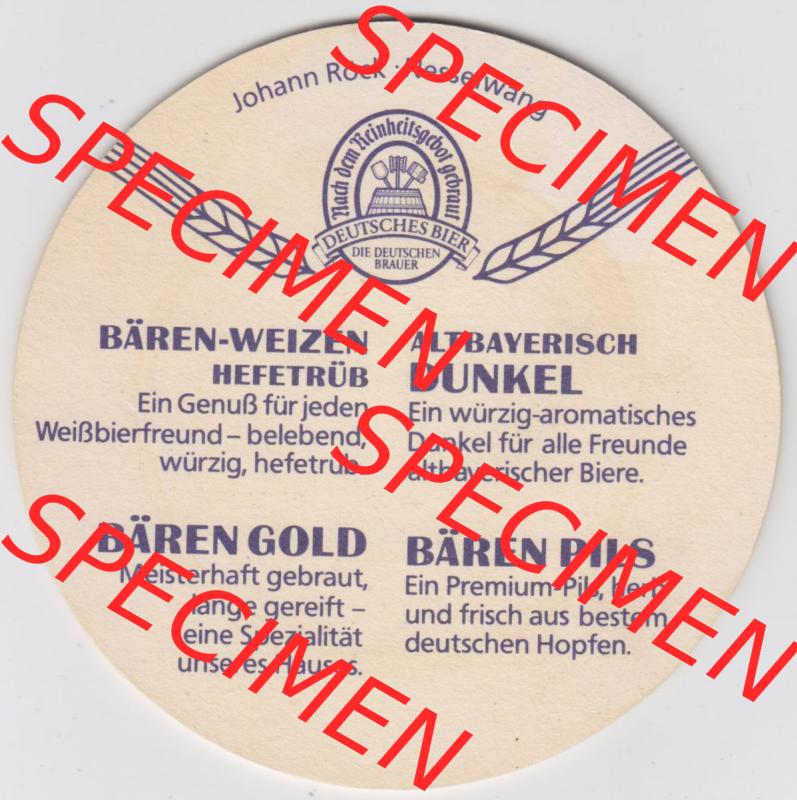 Johann Röck · Nesselwang
Nach dem Reinheitsgebot gebraut
DEUTSCHES BIER
DIE DEUTSCHEN
BRAUER
BÄREN-WEIZEN
HEFETRÜB
Ein Genuß für jeden
Weißbierfreund – belebend,
würzig, hefetrüb.
ALTBAYERISCH
DUNKEL
Ein würzig-aromatisches
Dunkel für alle Freunde
altbayerischer Biere.
BÄREN GOLD
Meisterhaft gebraut,
lange gereift –
eine Spezialität
unseres Hauses.
BÄREN PILS
Ein Premium-Pils, herb
und frisch aus bestem
deutschen Hopfen.
SPECIMEN
SPECIMEN
SPECIMEN
SPECIMEN